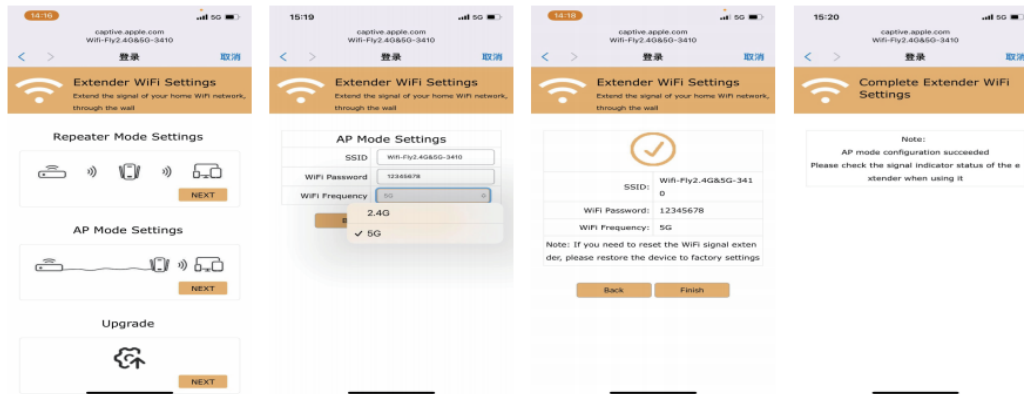 14:16
5G
captive.apple.com
Wifi-Fly2.4G&5G-3410
< > 登录 取消
Extender WiFi Settings
Extend the signal of your home WiFi network,
through the wall
Repeater Mode Settings
NEXT
AP Mode Settings
NEXT
Upgrade
NEXT
15:19
5G
captive.apple.com
Wifi-Fly2.4G&5G-3410
< > 登录 取消
Extender WiFi Settings
Extend the signal of your home WiFi network,
through the wall
AP Mode Settings
SSID Wifi-Fly2.4G&5G-3410
WiFi Password 12345678
WiFi Frequency 5G
2.4G
✓ 5G
14:18
5G
captive.apple.com
Wifi-Fly2.4G&5G-3410
< > 登录 取消
Extender WiFi Settings
Extend the signal of your home WiFi network,
through the wall
SSID: Wifi-Fly2.4G&5G-341
0
WiFi Password: 12345678
WiFi Frequency: 5G
Note: If you need to reset the WiFi signal exten
der, please restore the device to factory settings
Back Finish
15:20
5G
captive.apple.com
Wifi-Fly2.4G&5G-3410
< > 登录 取消
Complete Extender WiFi
Settings
Note:
AP mode configuration succeeded
Please check the signal indicator status of the e
xtender when using it